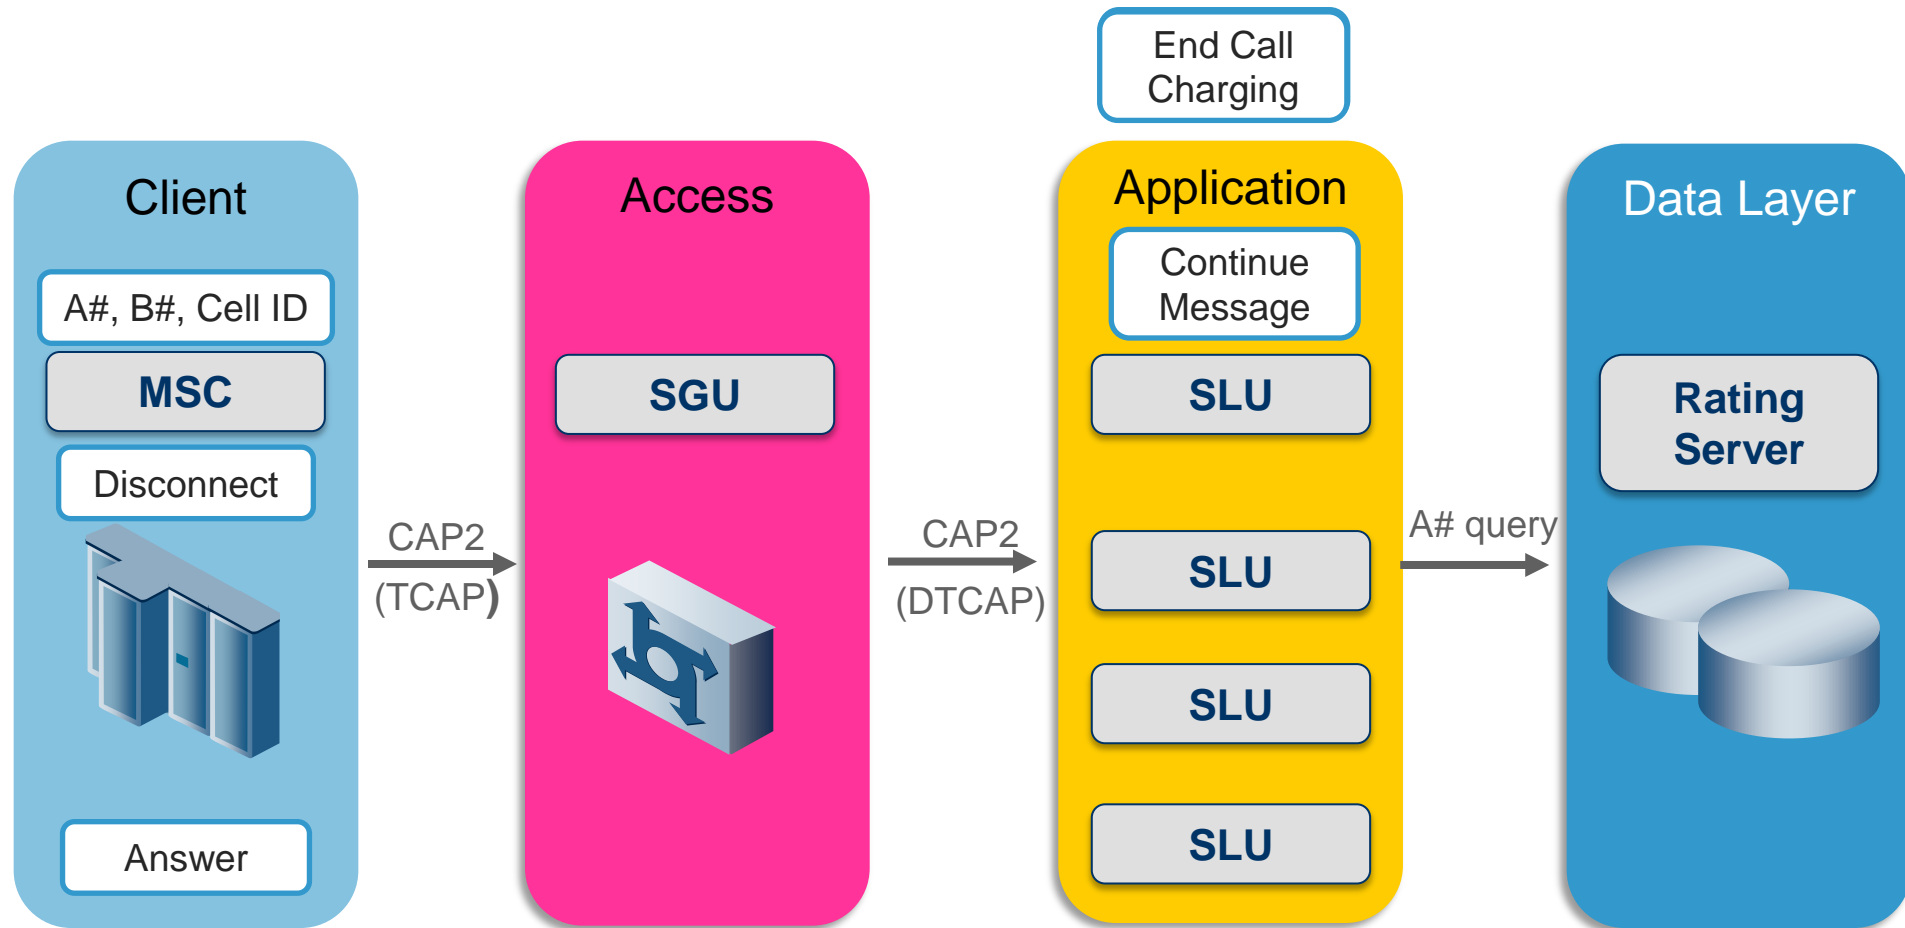 End Call
Charging
Client
A#, B#, Cell ID
MSC
Disconnect
Answer
CAP2
(TCAP)
Access
SGU
CAP2
(DTCAP)
Application
Continue
Message
SLU
SLU
SLU
SLU
A# query
Data Layer
Rating
Server